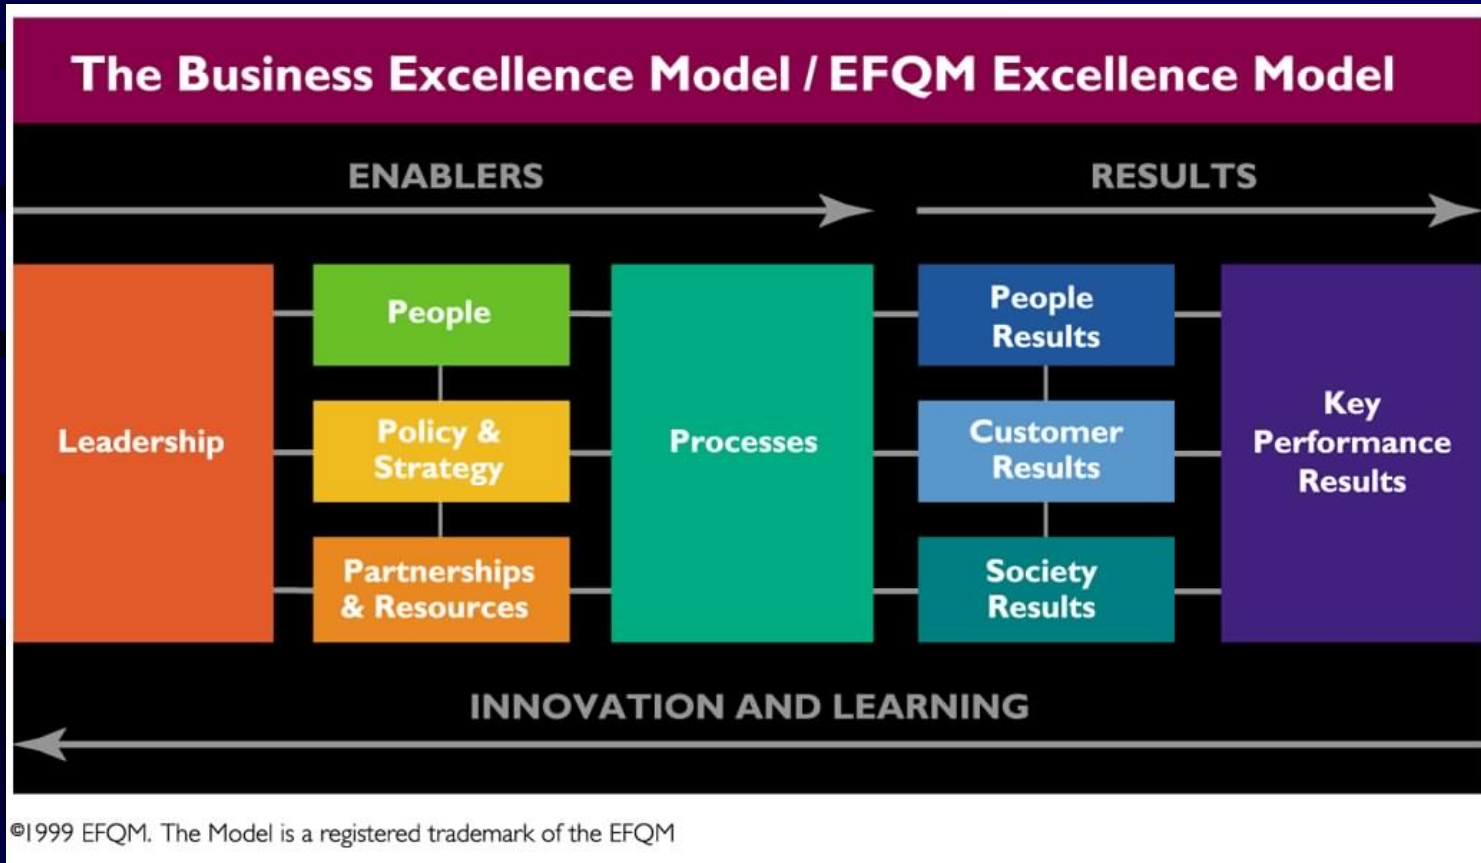 The Business Excellence Model / EFQM Excellence Model
ENABLERS
RESULTS
Leadership
People
Policy &
Strategy
Partnerships
& Resources
Processes
People
Results
Customer
Results
Society
Results
Key
Performance
Results
INNOVATION AND LEARNING
©1999 EFQM. The Model is a registered trademark of the EFQM